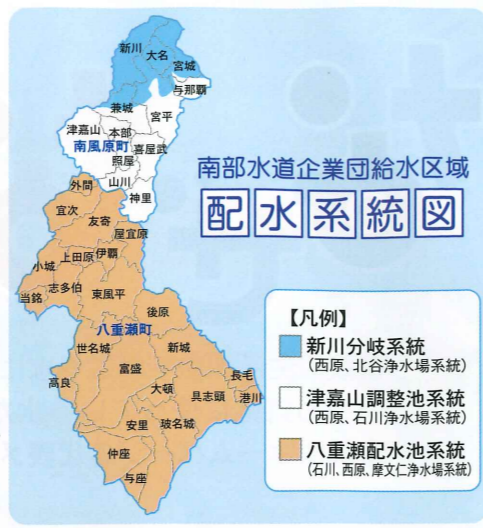 新川
大名
宮城
与那覇
兼城
宮平
津嘉山
本部
喜屋武
南風原町
照屋
山川
神里
南部水道企業団給水区域
配水系統図
外間
宜次
友寄
屋宜原
上田原
伊覇
小城
志多伯
当銘
東風平
後原
八重瀬町
世名城
新城
高良
富盛
長毛
大頓
具志頭
港川
安里
玻名城
仲座
与座
【凡例】
新川分岐系統
(西原、北谷浄水場系統)
津嘉山調整池系統
(西原、石川浄水場系統)
八重瀬配水池系統
(石川、西原、摩文仁浄水場系統)